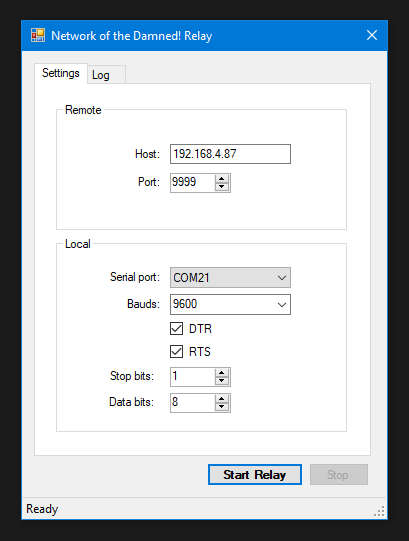 Network of the Damned! Relay
Settings
Log
Remote
Host: 192.168.4.87
Port: 9999
Local
Serial port: COM21
Bauds: 9600
DTR
RTS
Stop bits: 1
Data bits: 8
Start Relay
Stop
Ready